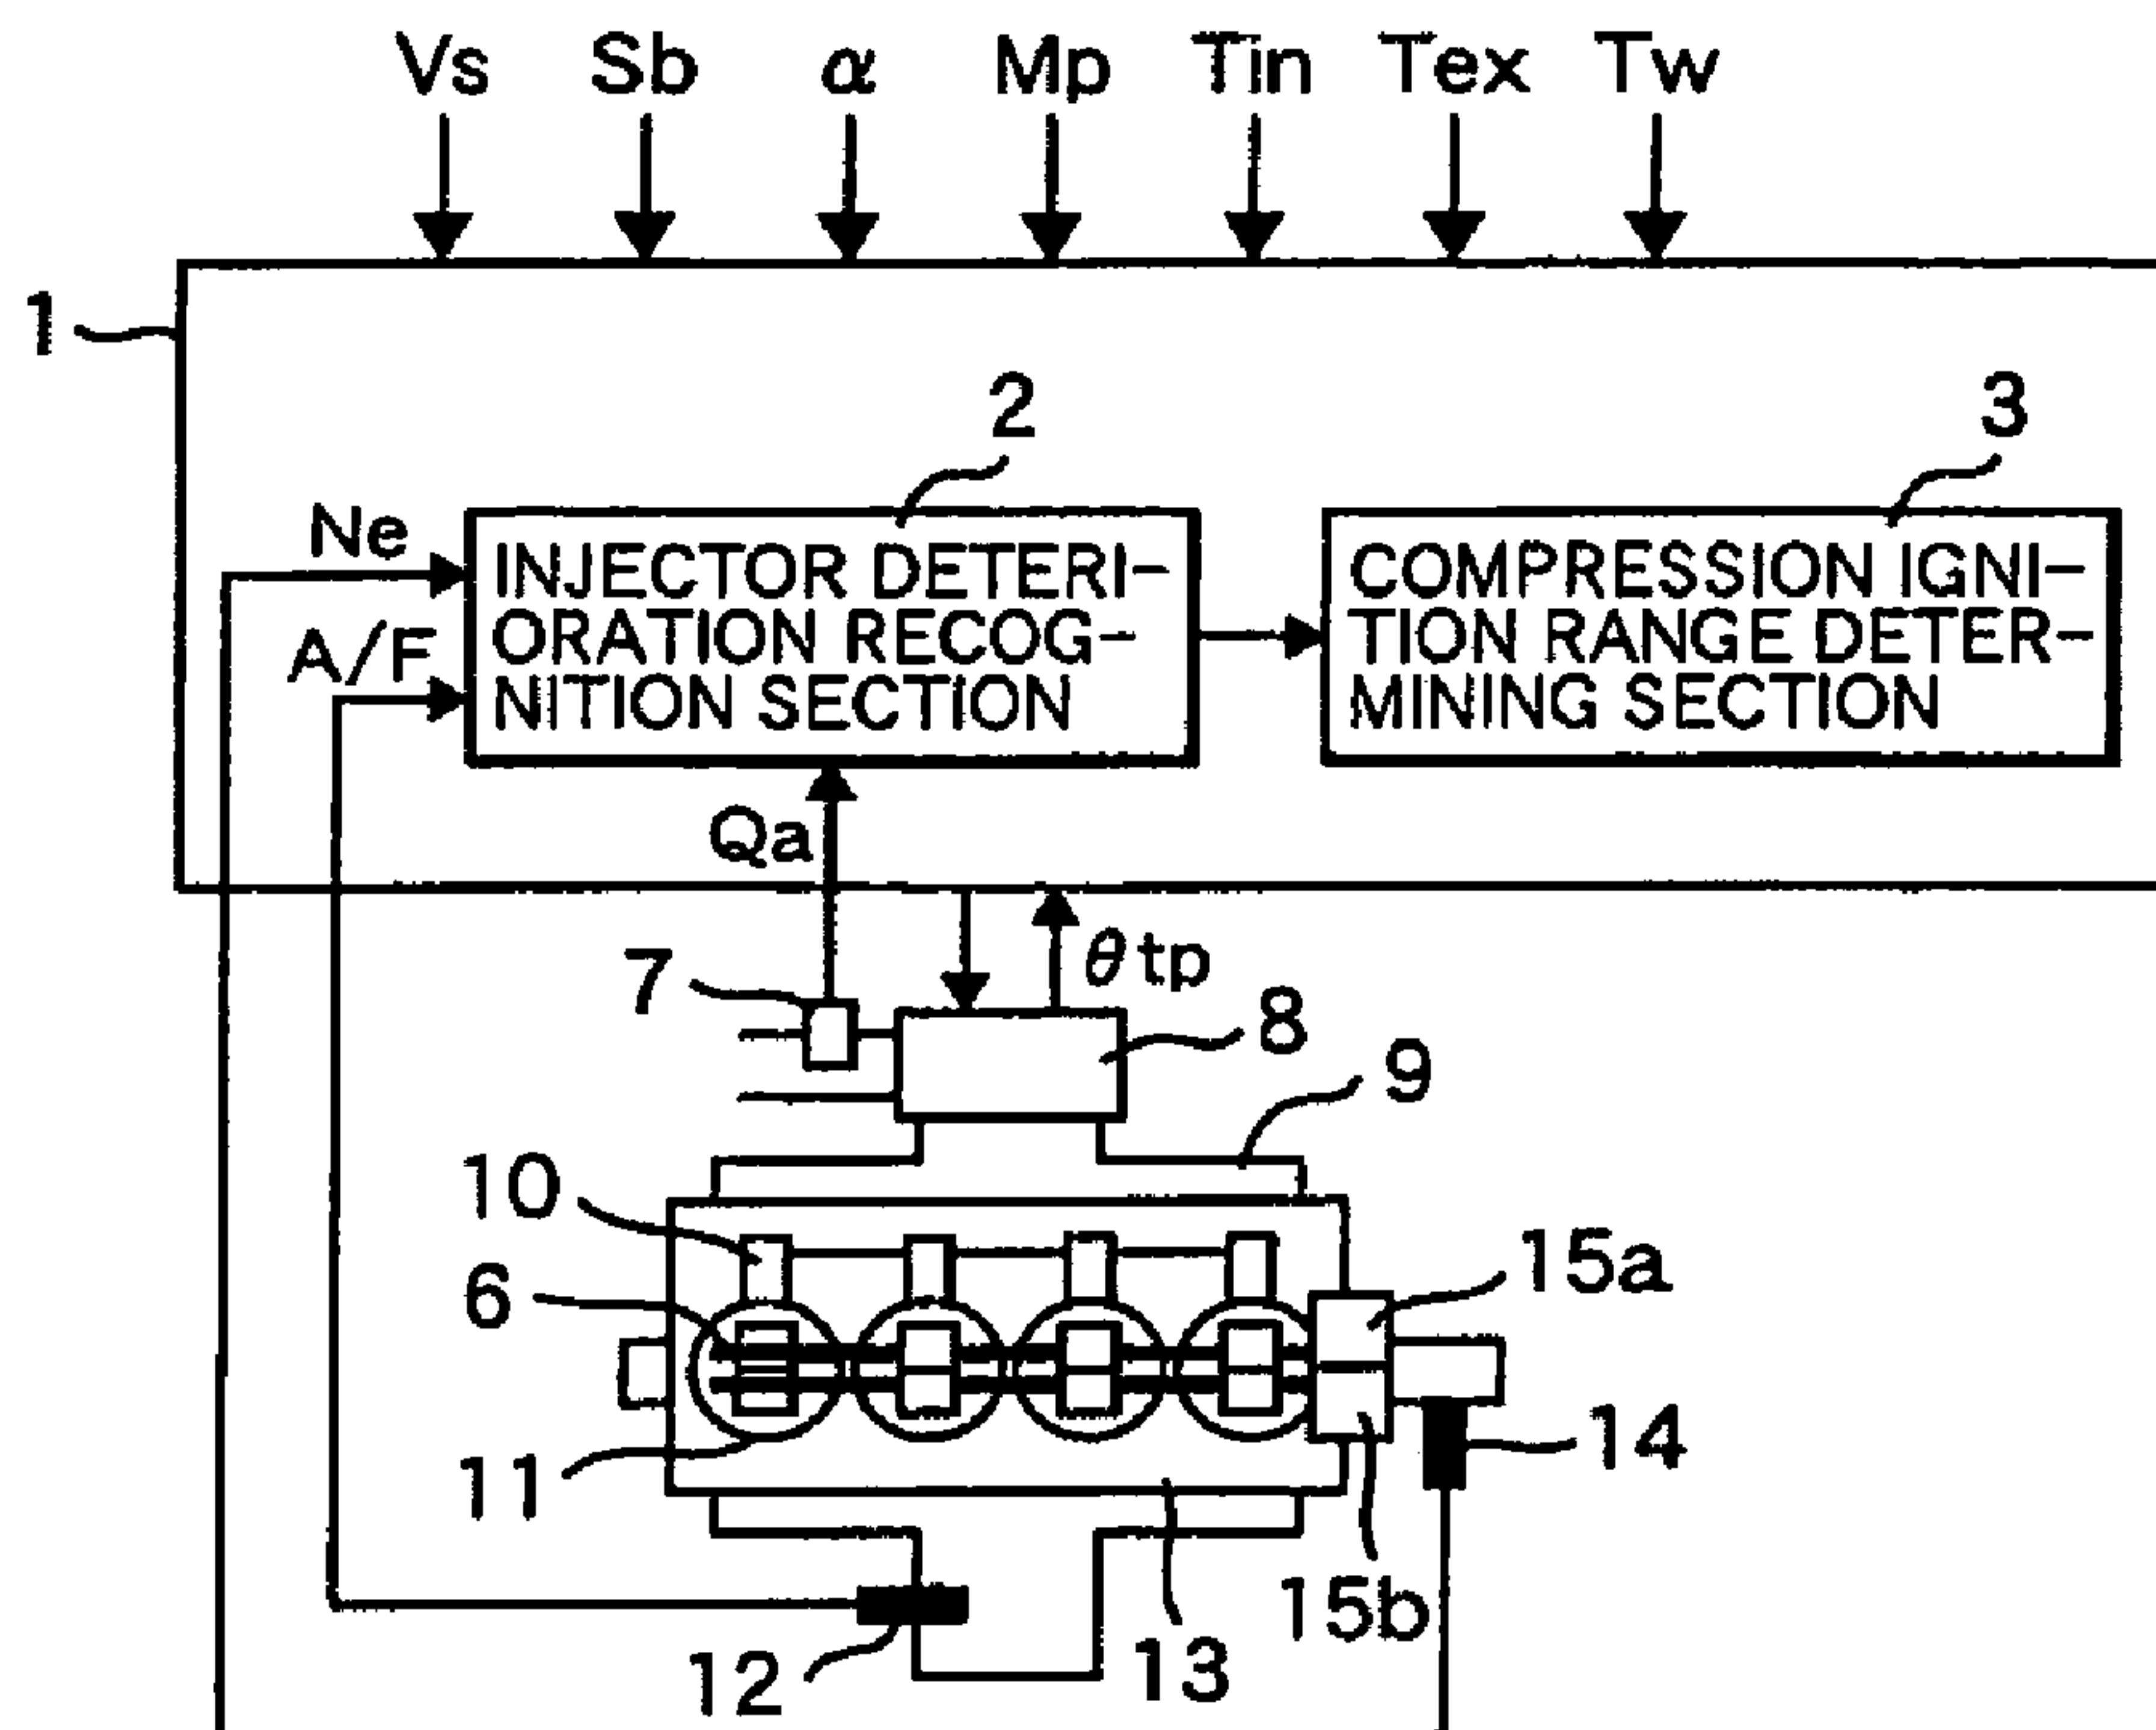 Vs Sb α Mp Tin Tex Tw
1
2
3
Ne
INJECTOR DETERI-
ORATION RECOG-
NITION SECTION
COMPRESSION IGNI-
TION RANGE DETER-
MINING SECTION
A/F
Qa
θtp
7
8
9
10
6
15a
11
14
15b
12
13